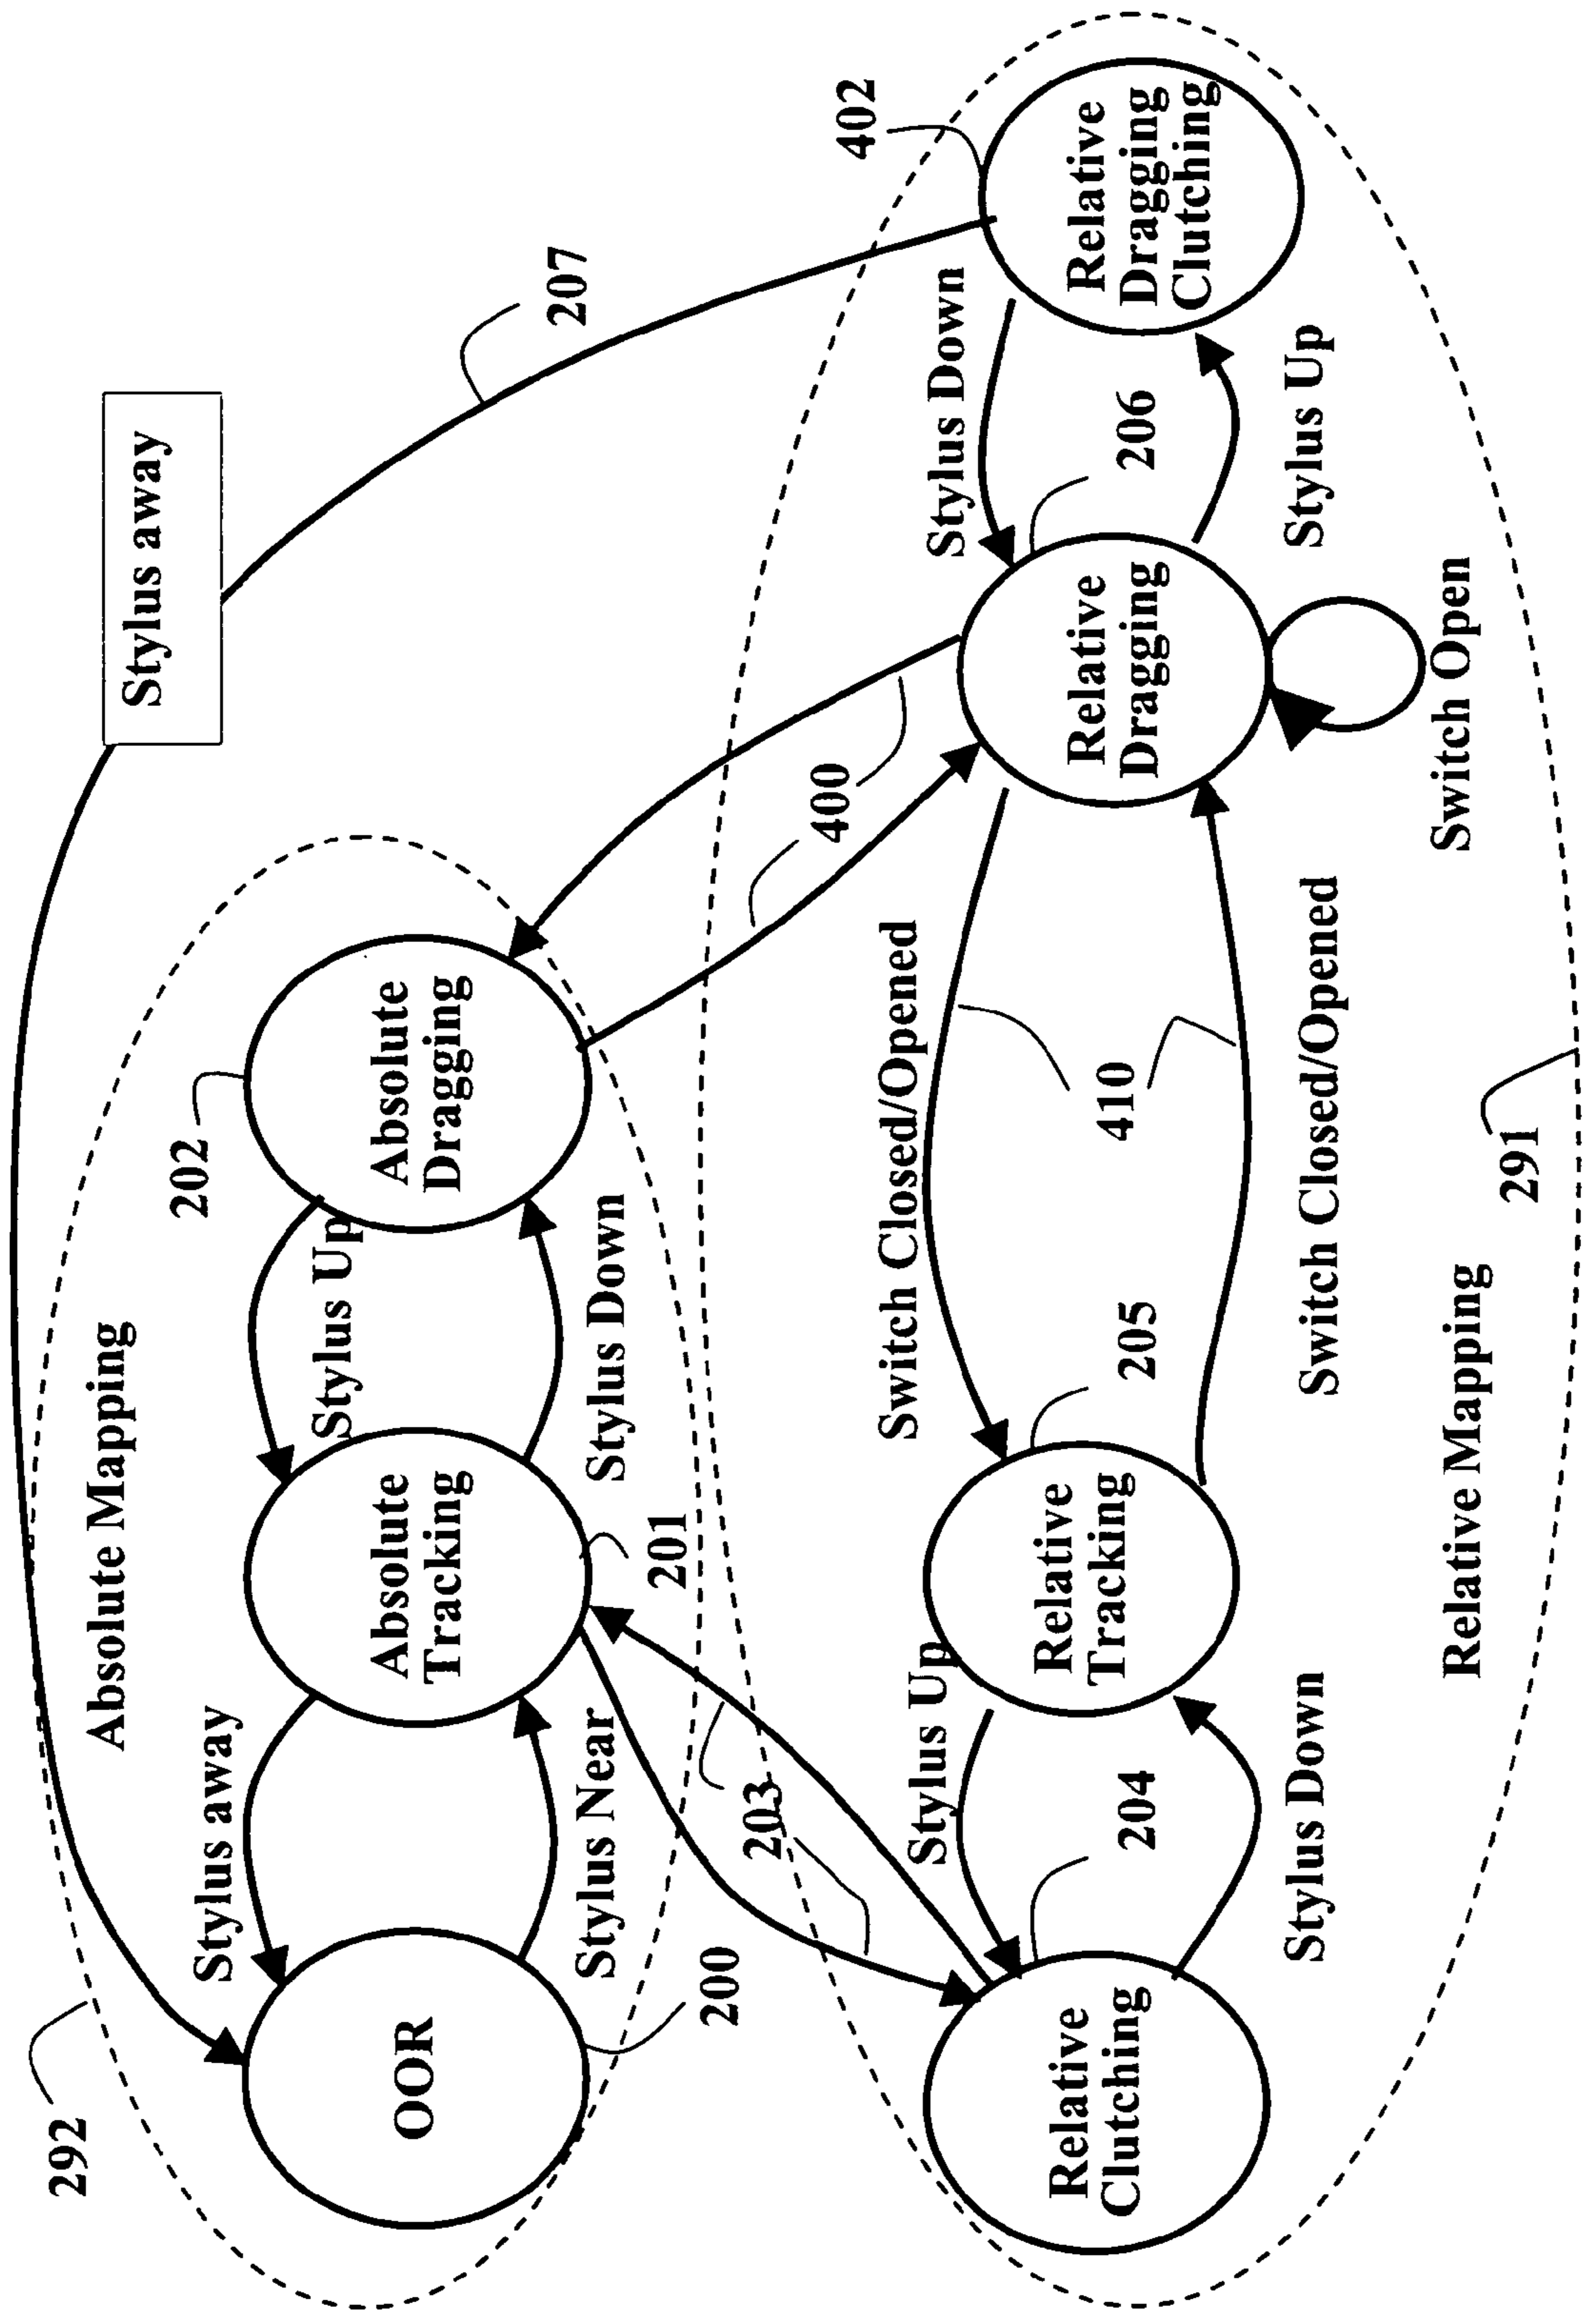 Stylus away
207
292
Absolute Mapping
Stylus away
Stylus Up
202
OOR
Absolute
Tracking
Absolute
Dragging
Stylus Near
Stylus Down
200
201
203
400
402
Stylus Up
Switch Closed/Opened
Stylus Down
Relative
Clutching
204
Relative
Tracking
205
410
Relative
Dragging
206
Relative
Dragging
Clutching
Stylus Down
Switch Closed/Opened
Stylus Up
Switch Open
Relative Mapping
291